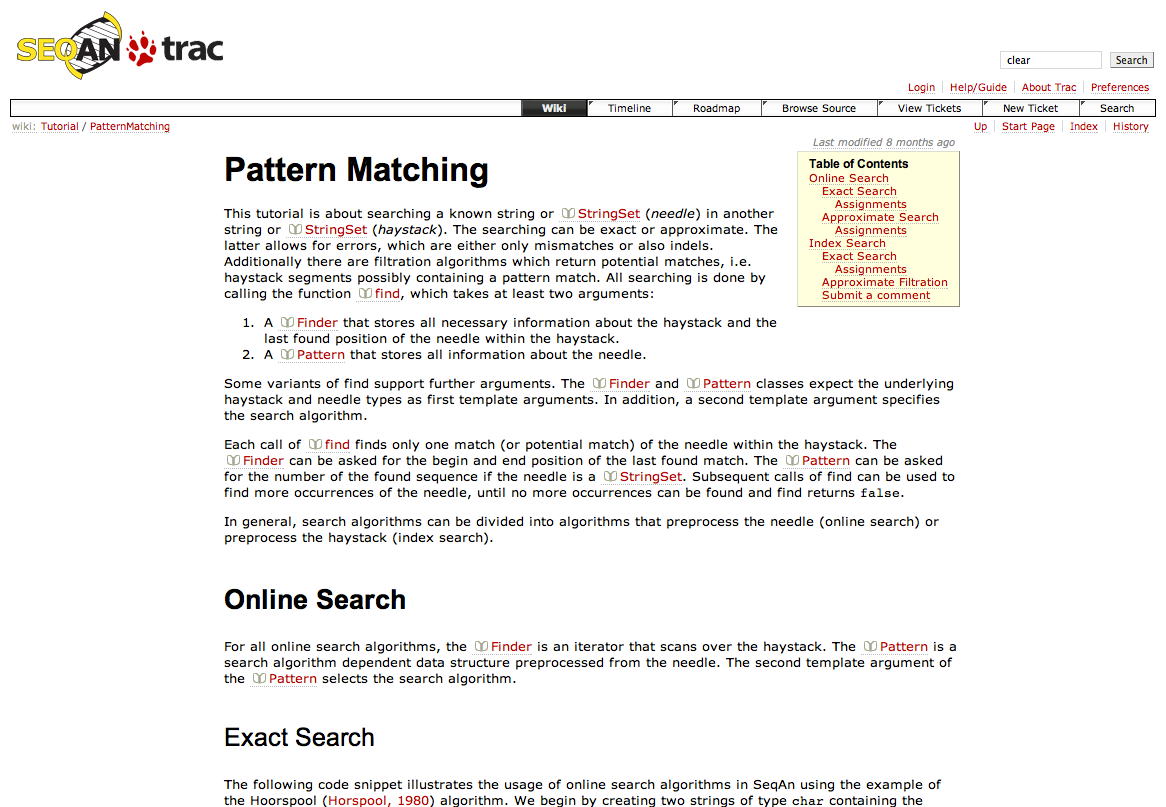 SEQAN trac
clear
Search
Login Help/Guide About Trac Preferences
Wiki Timeline Roadmap Browse Source View Tickets New Ticket Search
wiki: Tutorial / PatternMatching
Up Start Page Index History
Last modified 8 months ago
Pattern Matching
Table of Contents
Online Search
Exact Search
Assignments
Approximate Search
Assignments
Index Search
Exact Search
Assignments
Approximate Filtration
Submit a comment
This tutorial is about searching a known string or StringSet (needle) in another
string or StringSet (haystack). The searching can be exact or approximate. The
latter allows for errors, which are either only mismatches or also indels.
Additionally there are filtration algorithms which return potential matches, i.e.
haystack segments possibly containing a pattern match. All searching is done by
calling the function find, which takes at least two arguments:
1. A Finder that stores all necessary information about the haystack and the
last found position of the needle within the haystack.
2. A Pattern that stores all information about the needle.
Some variants of find support further arguments. The Finder and Pattern classes expect the underlying
haystack and needle types as first template arguments. In addition, a second template argument specifies
the search algorithm.
Each call of find finds only one match (or potential match) of the needle within the haystack. The
Finder can be asked for the begin and end position of the last found match. The Pattern can be asked
for the number of the found sequence if the needle is a StringSet. Subsequent calls of find can be used to
find more occurrences of the needle, until no more occurrences can be found and find returns false.
In general, search algorithms can be divided into algorithms that preprocess the needle (online search) or
preprocess the haystack (index search).
Online Search
For all online search algorithms, the Finder is an iterator that scans over the haystack. The Pattern is a
search algorithm dependent data structure preprocessed from the needle. The second template argument of
the Pattern selects the search algorithm.
Exact Search
The following code snippet illustrates the usage of online search algorithms in SeqAn using the example of
the Hoorspool (Horspool, 1980) algorithm. We begin by creating two strings of type char containing the